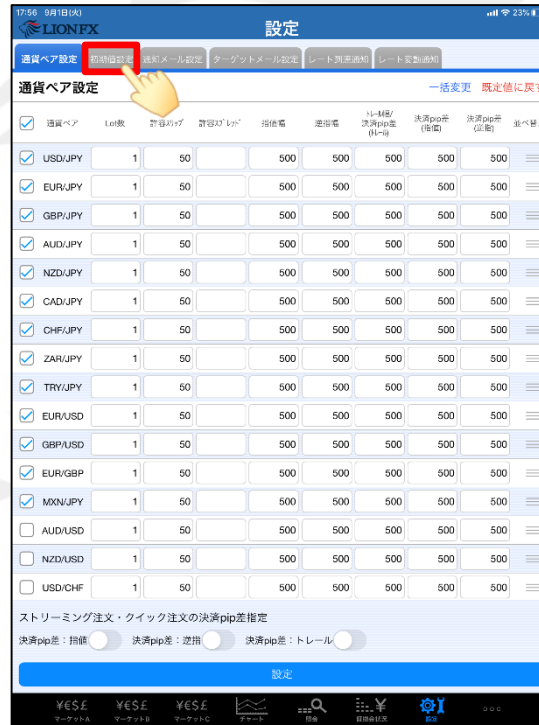 17:56 9月1日(火) 23%
LIONFX 設定
通貨ペア設定 初期値設定 通知メール設定 ターゲットメール設定 レート到達通知 レート変動通知
通貨ペア設定 一括変更 既定値に戻す
通貨ペア Lot数 許容スリップ 許容スプレッド 指値幅 逆指幅 トレール幅/決済pip差(トレール) 決済pip差(指値) 決済pip差(逆指) 並べ替
USD/JPY 1 50 500 500 500 500 500
EUR/JPY 1 50 500 500 500 500 500
GBP/JPY 1 50 500 500 500 500 500
AUD/JPY 1 50 500 500 500 500 500
NZD/JPY 1 50 500 500 500 500 500
CAD/JPY 1 50 500 500 500 500 500
CHF/JPY 1 50 500 500 500 500 500
ZAR/JPY 1 50 500 500 500 500 500
TRY/JPY 1 50 500 500 500 500 500
EUR/USD 1 50 500 500 500 500 500
GBP/USD 1 50 500 500 500 500 500
EUR/GBP 1 50 500 500 500 500 500
MXN/JPY 1 50 500 500 500 500 500
AUD/USD 1 50 500 500 500 500 500
NZD/USD 1 50 500 500 500 500 500
USD/CHF 1 50 500 500 500 500 500
ストリーミング注文・クイック注文の決済pip差指定
決済pip差：指値 決済pip差：逆指 決済pip差：トレール
設定
¥€$£ ¥€$£ ¥€$£ ¥
マーケットA マーケットB マーケットC チャート 照会 証拠金状況 設定